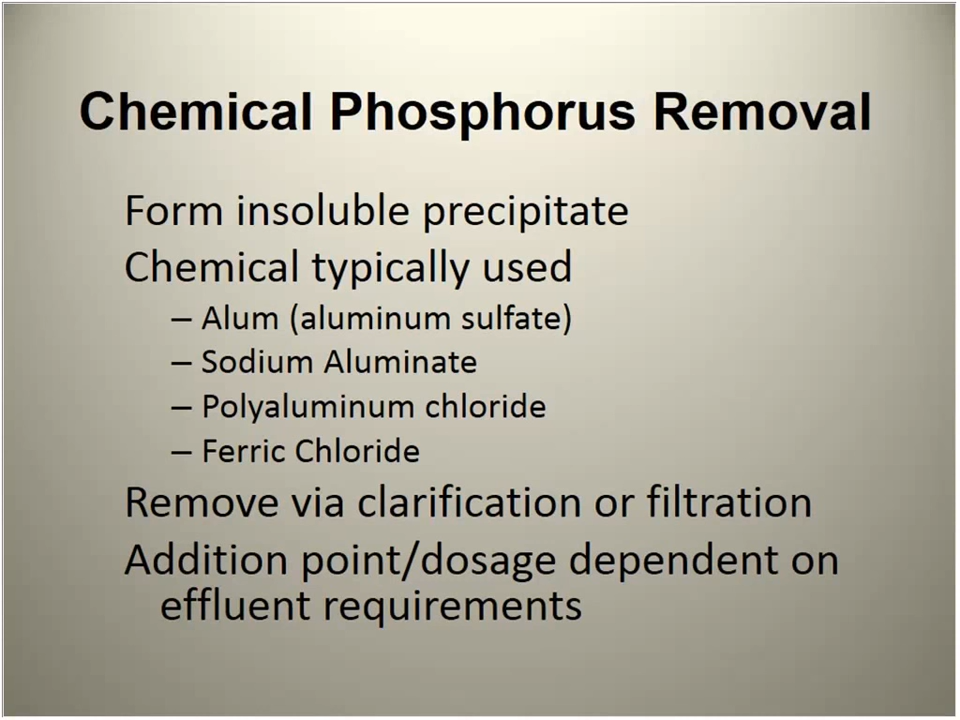 Chemical Phosphorus Removal
Form insoluble precipitate
Chemical typically used
– Alum (aluminum sulfate)
– Sodium Aluminate
– Polyaluminum chloride
– Ferric Chloride
Remove via clarification or filtration
Addition point/dosage dependent on
effluent requirements